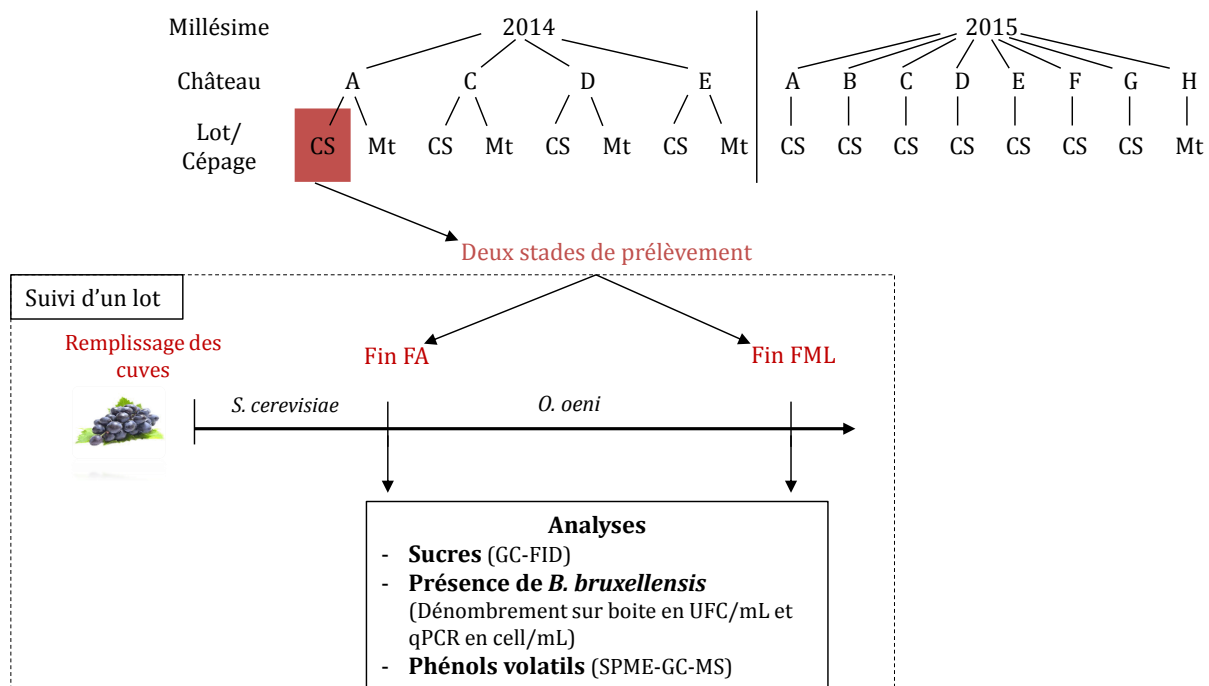 Millésime 2014 2015
Château A C D E A B C D E F G H
Lot/
Cépage
CS Mt CS Mt CS Mt CS Mt CS CS CS CS CS CS CS Mt
Deux stades de prélèvement
Suivi d'un lot
Remplissage des
cuves
Fin FA Fin FML
S. cerevisiae O. oeni
Analyses
- Sucres (GC-FID)
- Présence de B. bruxellensis
(Dénombrement sur boite en UFC/mL et
qPCR en cell/mL)
- Phénols volatils (SPME-GC-MS)